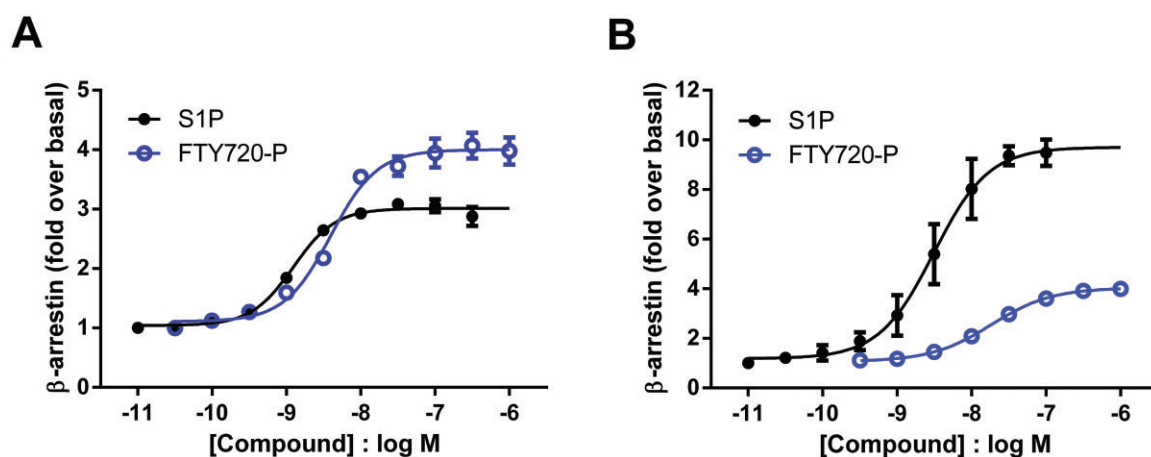 A
β-arrestin (fold over basal)
5
4
3
2
1
0
S1P
FTY720-P
-11 -10 -9 -8 -7 -6
[Compound] : log M
B
β-arrestin (fold over basal)
12
10
8
6
4
2
0
S1P
FTY720-P
-11 -10 -9 -8 -7 -6
[Compound] : log M